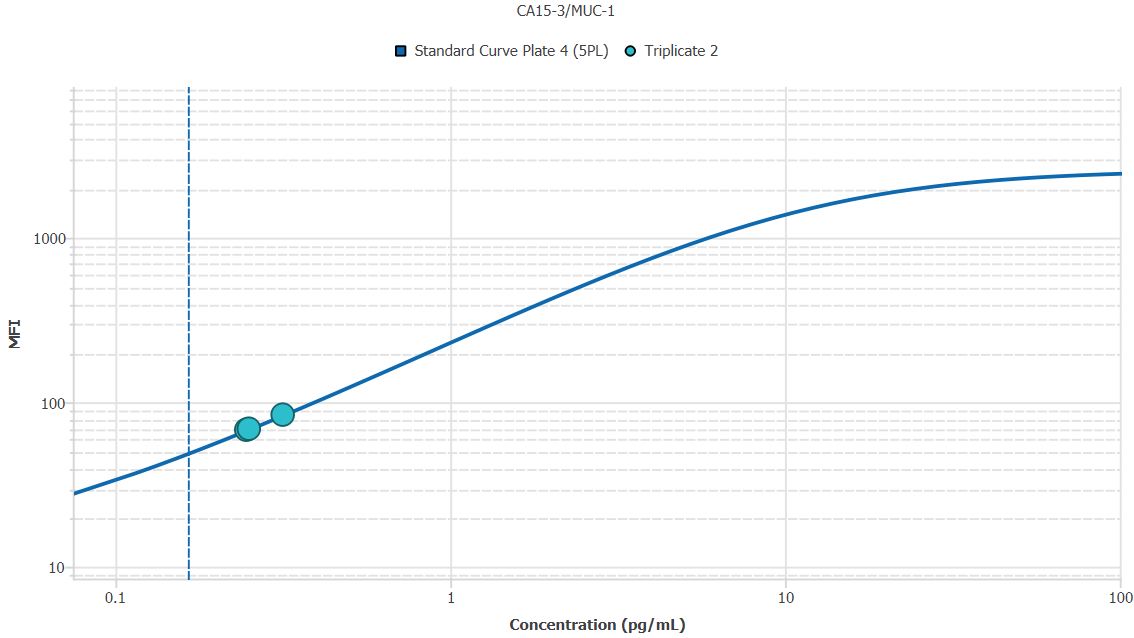 CA15-3/MUC-1
Standard Curve Plate 4 (5PL) Triplicate 2
MFI
1000
100
10
0.1 1 10 100
Concentration (pg/mL)